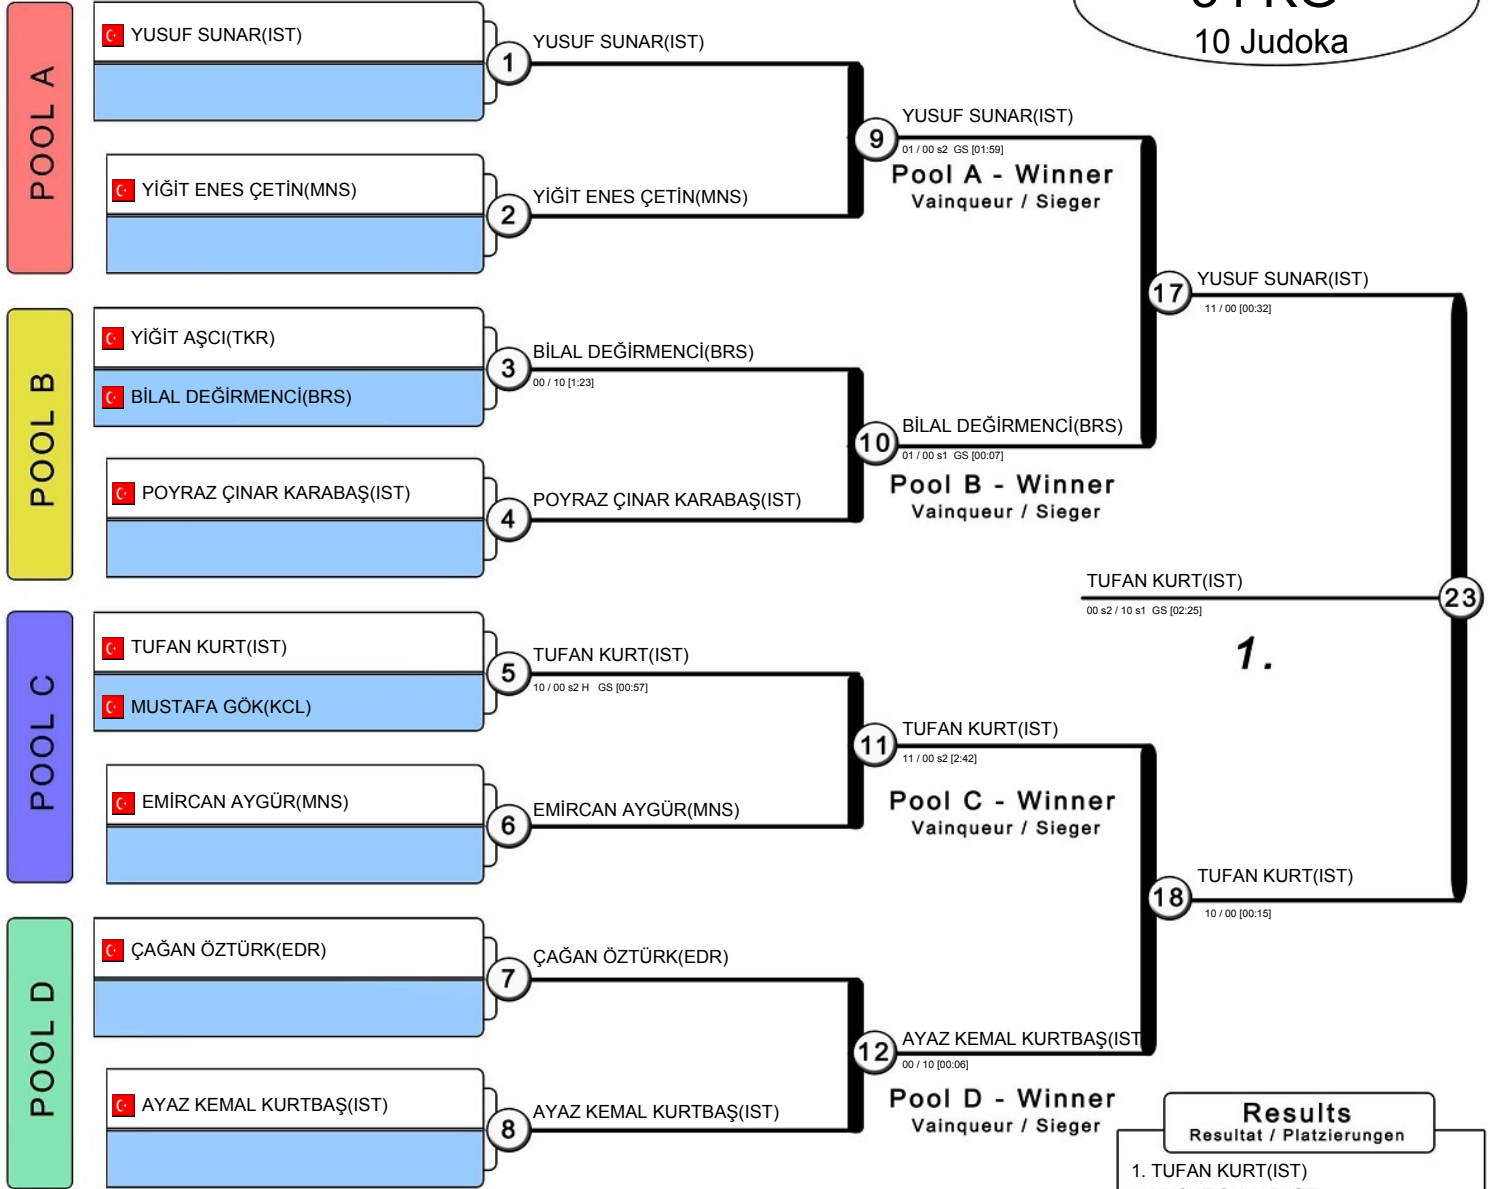 10 Judoka
POOL A
YUSUF SUNAR(IST)
1
YUSUF SUNAR(IST)
YİĞİT ENES ÇETİN(MNS)
2
YİĞİT ENES ÇETİN(MNS)
9
YUSUF SUNAR(IST)
01 / 00 s2 GS [01:59]
Pool A - Winner
Vainqueur / Sieger
POOL B
YİĞİT AŞCI(TKR)
BİLAL DEĞİRMENCİ(BRS)
3
BİLAL DEĞİRMENCİ(BRS)
00 / 10 [1:23]
POYRAZ ÇINAR KARABAŞ(IST)
4
POYRAZ ÇINAR KARABAŞ(IST)
10
BİLAL DEĞİRMENCİ(BRS)
01 / 00 s1 GS [00:07]
Pool B - Winner
Vainqueur / Sieger
17
YUSUF SUNAR(IST)
11 / 00 [00:32]
POOL C
TUFAN KURT(IST)
MUSTAFA GÖK(KCL)
5
TUFAN KURT(IST)
10 / 00 s2 H GS [00:57]
EMİRCAN AYGÜR(MNS)
6
EMİRCAN AYGÜR(MNS)
11
TUFAN KURT(IST)
11 / 00 s2 [2:42]
Pool C - Winner
Vainqueur / Sieger
POOL D
ÇAĞAN ÖZTÜRK(EDR)
7
ÇAĞAN ÖZTÜRK(EDR)
AYAZ KEMAL KURTBAŞ(IST)
8
AYAZ KEMAL KURTBAŞ(IST)
12
AYAZ KEMAL KURTBAŞ(IST
00 / 10 [00:06]
Pool D - Winner
Vainqueur / Sieger
18
TUFAN KURT(IST)
10 / 00 [00:15]
TUFAN KURT(IST)
23
00 s2 / 10 s1 GS [02:25]
1.
Results
Resultat / Platzierungen
1. TUFAN KURT(IST)